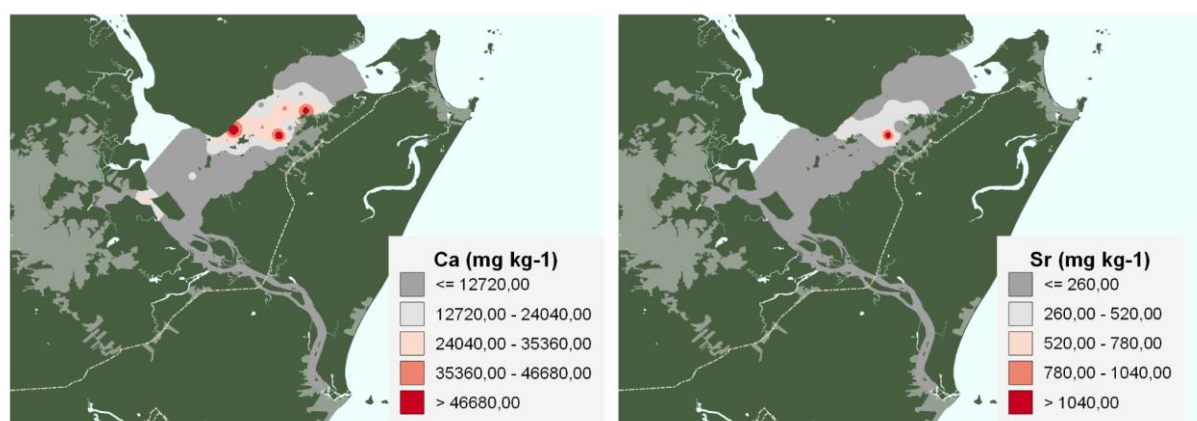 Ca (mg kg-1)
<= 12720,00
12720,00 - 24040,00
24040,00 - 35360,00
35360,00 - 46680,00
> 46680,00
Sr (mg kg-1)
<= 260,00
260,00 - 520,00
520,00 - 780,00
780,00 - 1040,00
> 1040,00